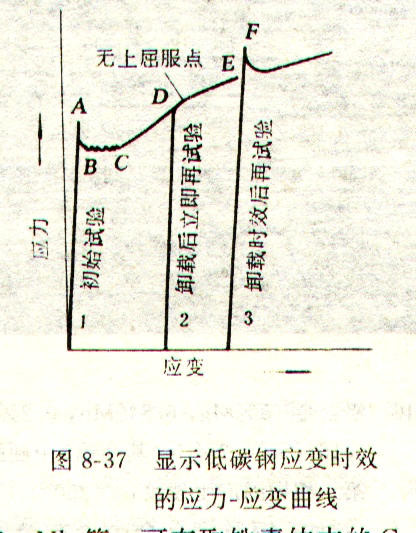 F
无上屈服点
E
D
A
B C
应力
初始试验
卸载后立即再试验
卸载时效后再试验
1 2 3
应变
图 8-37 显示低碳钢应变时效
的应力-应变曲线